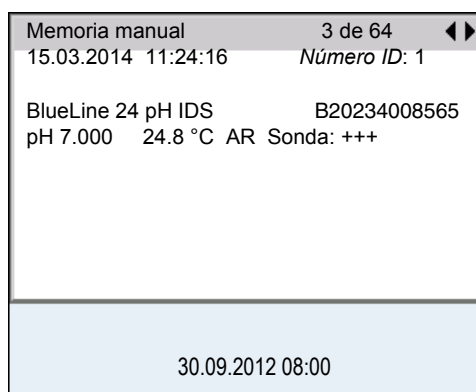 Memoria manual 3 de 64
15.03.2014 11:24:16 Número ID: 1
BlueLine 24 pH IDS B20234008565
pH 7.000 24.8 °C AR Sonda: +++
30.09.2012 08:00